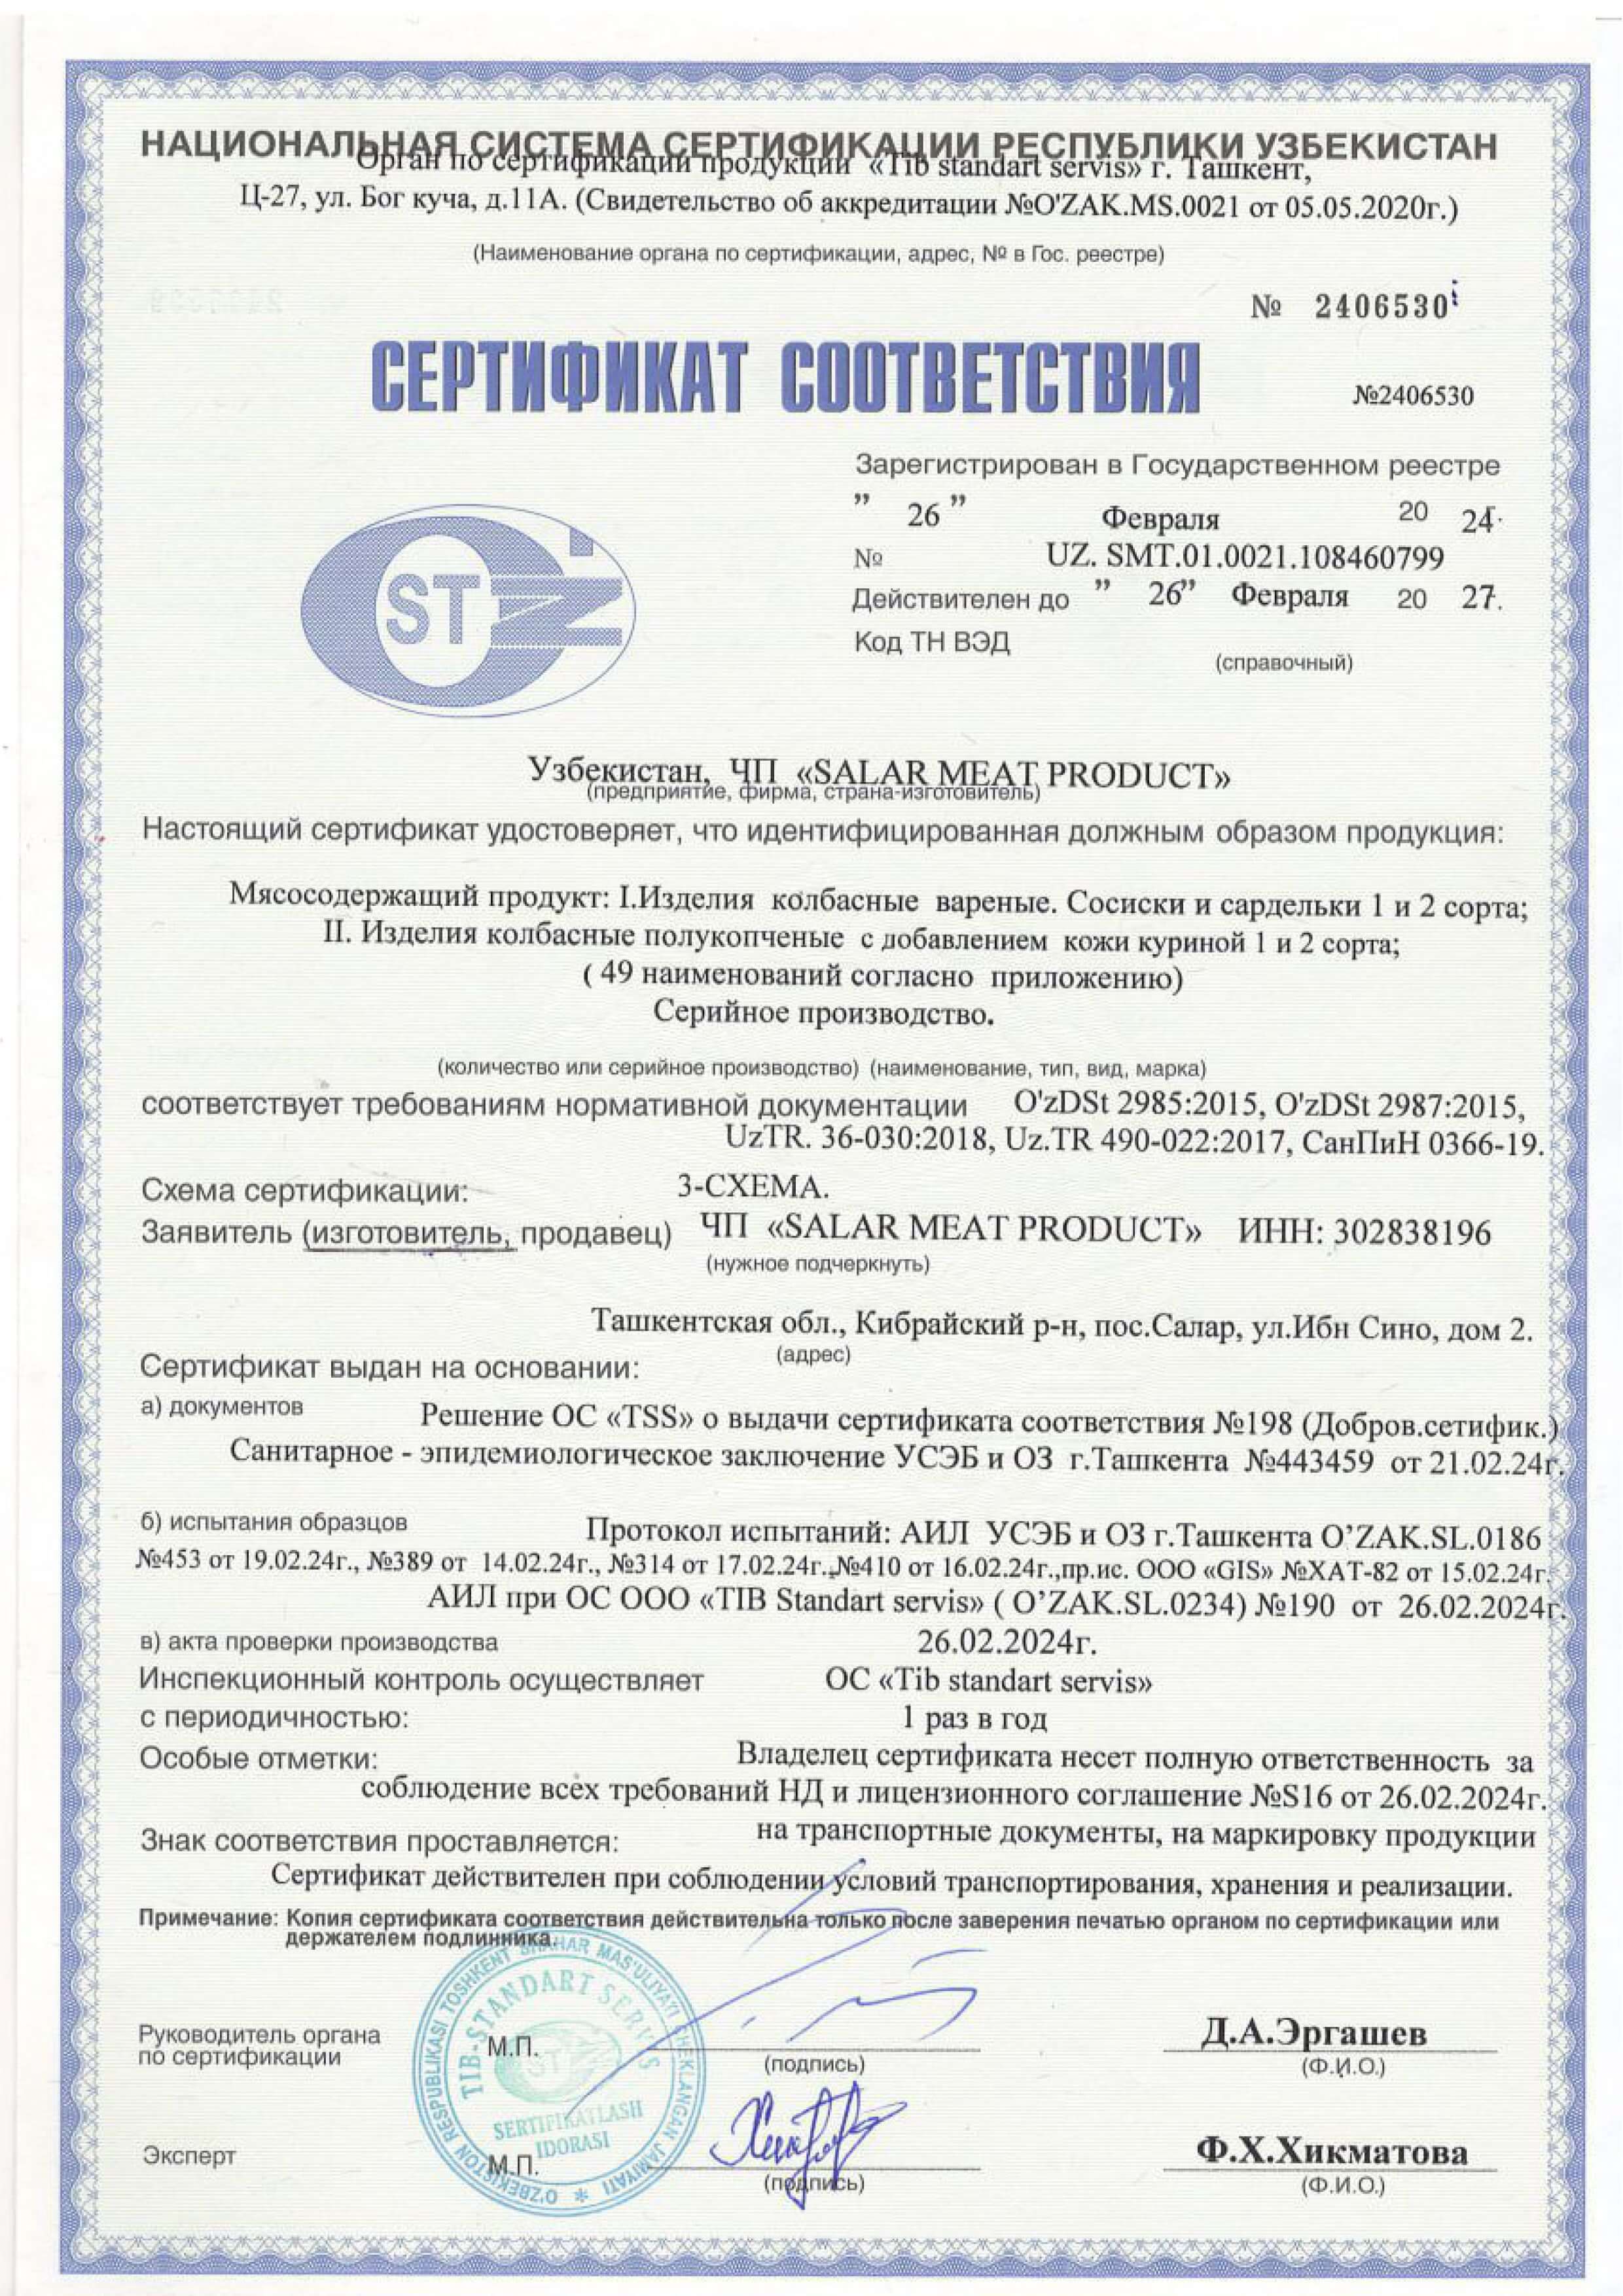 НАЦИОНАЛЬНАЯ СИСТЕМА СЕРТИФИКАЦИИ РЕСПУБЛИКИ УЗБЕКИСТАН
Орган по сертификации продукции «Tib standart servis» г. Ташкент,
Ц-27, ул. Бог куча, д.11А. (Свидетельство об аккредитации №O'ZAK.MS.0021 от 05.05.2020г.)
(Наименование органа по сертификации, адрес, № в Гос. реестре)
№ 2406530
СЕРТИФИКАТ СООТВЕТСТВИЯ
№2406530
Зарегистрирован в Государственном реестре
” 26 ” Февраля 20 24г.
№ UZ. SMT.01.0021.108460799
Действителен до ” 26” Февраля 20 27г.
Код ТН ВЭД
(справочный)
ST
Узбекистан, ЧП «SALAR MEAT PRODUCT»
(предприятие, фирма, страна-изготовитель)
Настоящий сертификат удостоверяет, что идентифицированная должным образом продукция:
Мясосодержащий продукт: I.Изделия колбасные вареные. Сосиски и сардельки 1 и 2 сорта;
II. Изделия колбасные полукопченые с добавлением кожи куриной 1 и 2 сорта;
( 49 наименований согласно приложению)
Серийное производство.
(количество или серийное производство) (наименование, тип, вид, марка)
соответствует требованиям нормативной документации O'zDSt 2985:2015, O'zDSt 2987:2015,
UzTR. 36-030:2018, Uz.TR 490-022:2017, СанПиН 0366-19.
Схема сертификации: 3-СХЕМА.
Заявитель (изготовитель, продавец) ЧП «SALAR MEAT PRODUCT» ИНН: 302838196
(нужное подчеркнуть)
Ташкентская обл., Кибрайский р-н, пос.Салар, ул.Ибн Сино, дом 2.
(адрес)
Сертификат выдан на основании:
а) документов Решение ОС «TSS» о выдачи сертификата соответствия №198 (Добров.сетифик.)
Санитарное - эпидемиологическое заключение УСЭБ и ОЗ г.Ташкента №443459 от 21.02.24г.
б) испытания образцов Протокол испытаний: АИЛ УСЭБ и ОЗ г.Ташкента O’ZAK.SL.0186
№453 от 19.02.24г., №389 от 14.02.24г., №314 от 17.02.24г.,№410 от 16.02.24г.,пр.ис. ООО «GIS» №ХАТ-82 от 15.02.24г.
АИЛ при ОС ООО «TIB Standart servis» ( O’ZAK.SL.0234) №190 от 26.02.2024г.
в) акта проверки производства 26.02.2024г.
Инспекционный контроль осуществляет ОС «Tib standart servis»
с периодичностью: 1 раз в год
Особые отметки: Владелец сертификата несет полную ответственность за
соблюдение всех требований НД и лицензионного соглашение №S16 от 26.02.2024г.
Знак соответствия проставляется: на транспортные документы, на маркировку продукции
Сертификат действителен при соблюдении условий транспортирования, хранения и реализации.
Примечание: Копия сертификата соответствия действительна только после заверения печатью органом по сертификации или
держателем подлинника.
O'ZBEKISTON RESPUBLIKASI TOSHKENT SHAHAR MAS'ULIYATI CHEKLANGAN JAMIYATI
TIB-STANDART SERVIS
ST
SERTIFIKATLASH
IDORASI
Руководитель органа
по сертификации М.П. Д.А.Эргашев
(подпись) (Ф.И.О.)
Эксперт М.П. Ф.Х.Хикматова
(подпись) (Ф.И.О.)